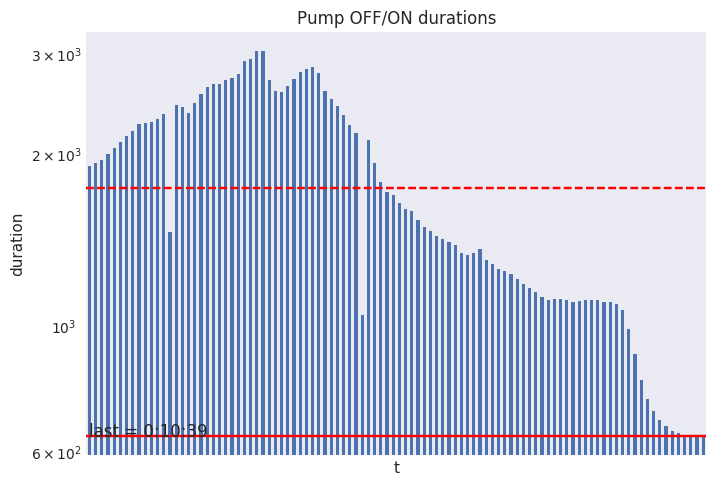 Pump OFF/ON durations
3 × 10³
2 × 10³
duration
10³
last = 0:10:39
6 × 10²
t